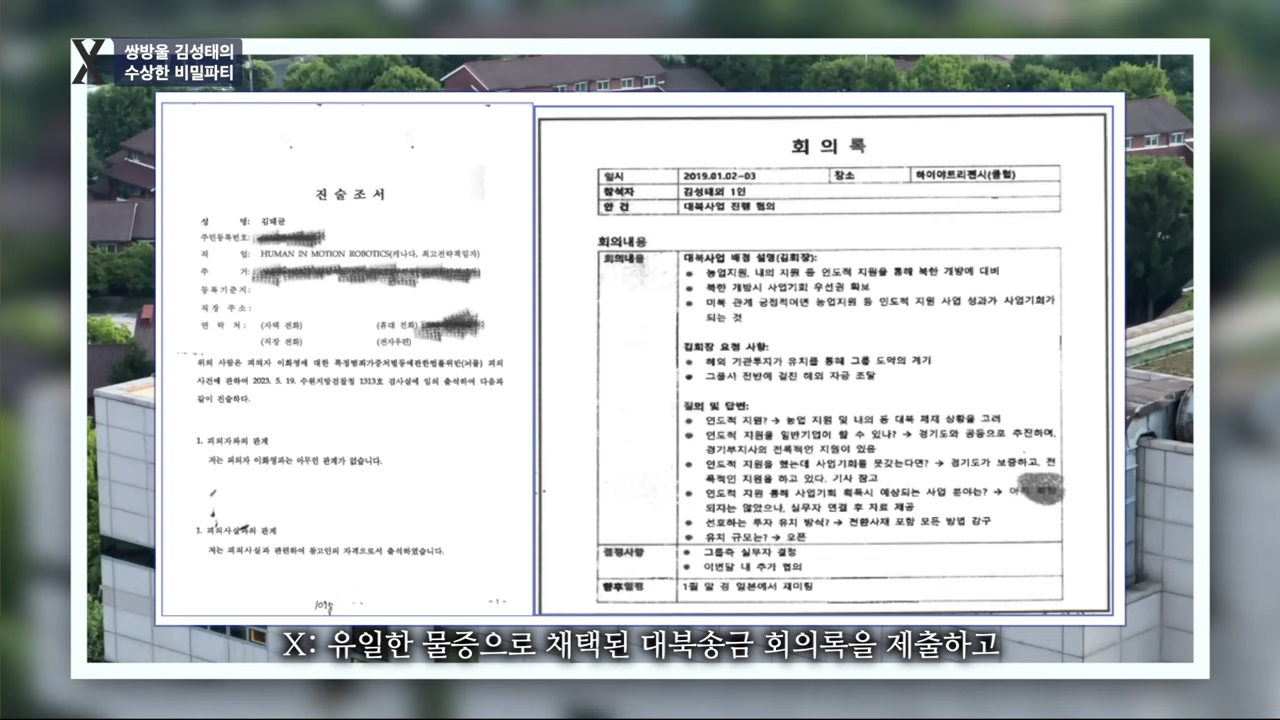 X
쌍방울 김성태의
수상한 비밀파티
진 술 조 서
성 명: 김태균
주민등록번호:
직 업: HUMAN IN MOTION ROBOTICS(캐나다, 최고전략책임자)
주 거:
등록기준지:
직장 주소:
연 락 처: (자택 전화) (휴대 전화)
(직장 전화) (전자우편)
위의 사람은 피의자 이화영에 대한 특정범죄가중처벌등에관한법률위반(뇌물) 피의
사건에 관하여 2023. 5. 19. 수원지방검찰청 1313호 검사실에 임의 출석하여 다음과
같이 진술하다.
1. 피의자와의 관계
저는 피의자 이화영과는 아무런 관계가 없습니다.
1. 피의사실과의 관계
저는 피의사실과 관련하여 참고인의 자격으로서 출석하였습니다.
- 1 -
회 의 록
일시 2019.01.02-03 장소 하이야트리젠시(클럽)
참석자 김성태외 1인
안 건 대북사업 진행 협의
회의내용
회의내용 대북사업 배경 설명(김회장):
농업지원, 내의 지원 등 인도적 지원을 통해 북한 개방에 대비
북한 개방시 사업기회 우선권 확보
미북 관계 긍정적이면 농업지원 등 인도적 지원 사업 성과가 사업기회가
되는 것
김회장 요청 사항:
해외 기관투자가 유치를 통해 그룹 도약의 계기
그룹사 전반에 걸친 해외 자금 조달
질의 및 답변:
인도적 지원? → 농업 지원 및 내의 등 대북 제재 상황을 고려
인도적 지원을 일반기업이 할 수 있나? → 경기도와 공동으로 추진하며,
경기부지사의 전폭적인 지원이 있음
인도적 지원을 했는데 사업기회를 못갖는다면? → 경기도가 보증하고, 전
폭적인 지원을 하고 있다. 기사 참고
인도적 지원 통해 사업기회 획득시 예상되는 사업 분야는? →
되지는 않았으나, 실무자 연결 후 자료 제공
선호하는 투자 유치 방식? → 전환사채 포함 모든 방법 강구
유치 규모는? → 오픈
결정사항 그룹측 실무자 결정
이번달 내 추가 협의
향후일정 1월 말 경 일본에서 재미팅
X: 유일한 물증으로 채택된 대북송금 회의록을 제출하고